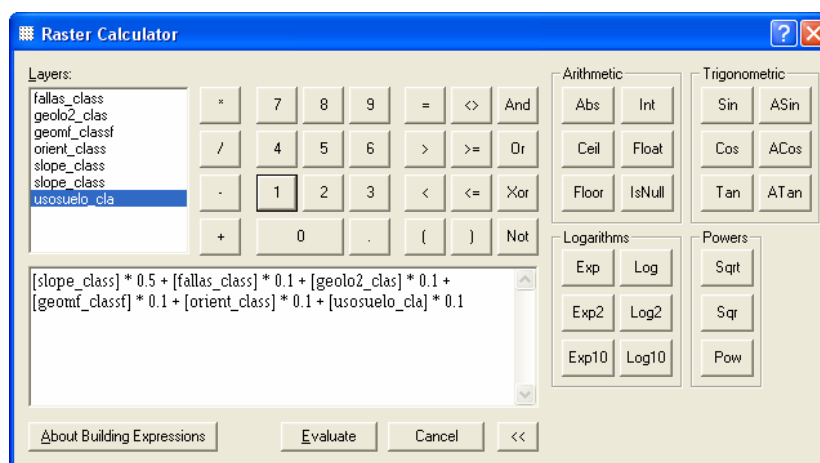 Raster Calculator
Layers:
fallas_class
geolo2_clas
geomf_classf
orient_class
slope_class
slope_class
usosuelo_cla
* 7 8 9 = <> And
/ 4 5 6 > >= Or
- 1 2 3 < <= Xor
+ 0 . ( ) Not
Arithmetic
Abs Int
Ceil Float
Floor IsNull
Trigonometric
Sin ASin
Cos ACos
Tan ATan
Logarithms
Exp Log
Exp2 Log2
Exp10 Log10
Powers
Sqrt
Sqr
Pow
[slope_class] * 0.5 + [fallas_class] * 0.1 + [geolo2_clas] * 0.1 +
[geomf_classf] * 0.1 + [orient_class] * 0.1 + [usosuelo_cla] * 0.1
About Building Expressions Evaluate Cancel <<